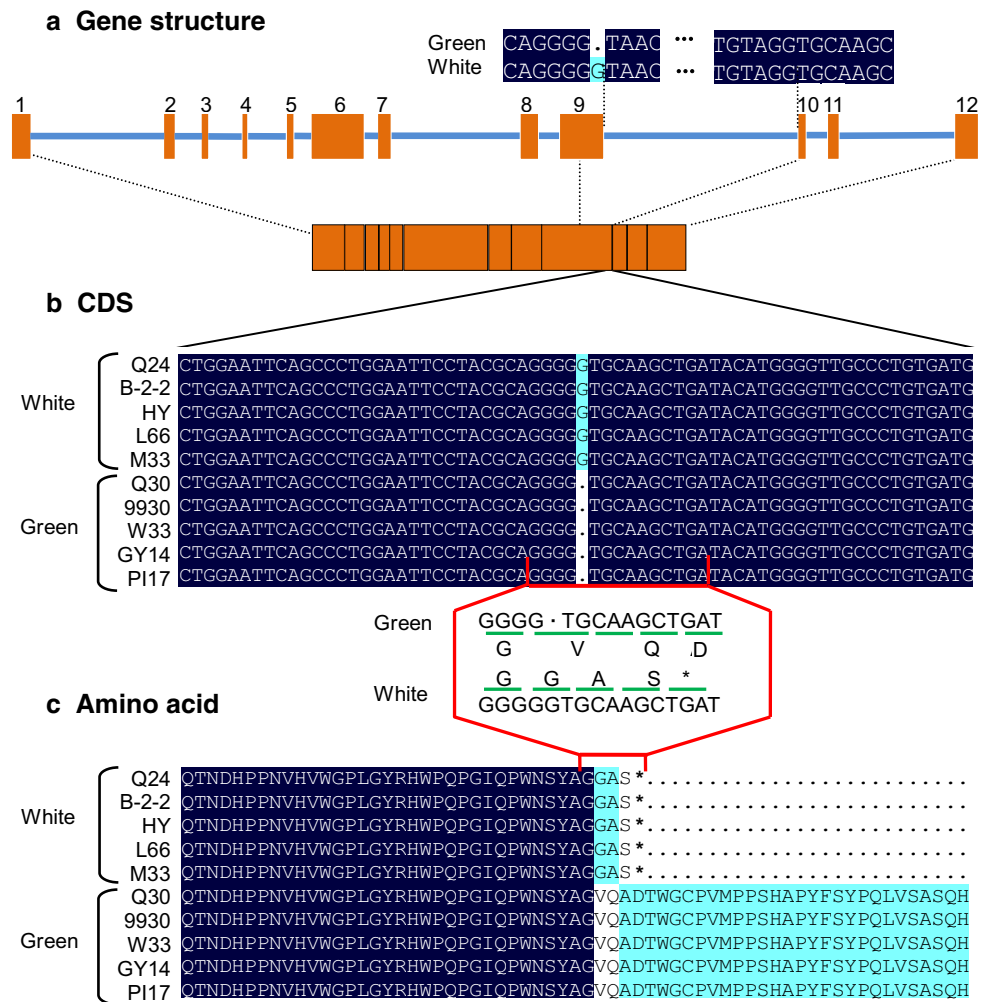 a Gene structure
Green CAGGGG.TAAC ... TGTAGGTGCAAGC
White CAGGGGGTAAC ... TGTAGGTGCAAGC
1 2 3 4 5 6 7 8 9 10 11 12
b CDS
White
Q24 CTGGAATTCAGCCCTGGAATTCCTACGCAGGGGGTGCAAGCTGATACATGGGGTTGCCCTGTGATG
B-2-2 CTGGAATTCAGCCCTGGAATTCCTACGCAGGGGGTGCAAGCTGATACATGGGGTTGCCCTGTGATG
HY CTGGAATTCAGCCCTGGAATTCCTACGCAGGGGGTGCAAGCTGATACATGGGGTTGCCCTGTGATG
L66 CTGGAATTCAGCCCTGGAATTCCTACGCAGGGGGTGCAAGCTGATACATGGGGTTGCCCTGTGATG
M33 CTGGAATTCAGCCCTGGAATTCCTACGCAGGGGGTGCAAGCTGATACATGGGGTTGCCCTGTGATG
Green
Q30 CTGGAATTCAGCCCTGGAATTCCTACGCAGGGG.TGCAAGCTGATACATGGGGTTGCCCTGTGATG
9930 CTGGAATTCAGCCCTGGAATTCCTACGCAGGGG.TGCAAGCTGATACATGGGGTTGCCCTGTGATG
W33 CTGGAATTCAGCCCTGGAATTCCTACGCAGGGG.TGCAAGCTGATACATGGGGTTGCCCTGTGATG
GY14 CTGGAATTCAGCCCTGGAATTCCTACGCAGGGG.TGCAAGCTGATACATGGGGTTGCCCTGTGATG
PI17 CTGGAATTCAGCCCTGGAATTCCTACGCAGGGG.TGCAAGCTGATACATGGGGTTGCCCTGTGATG
Green GGGG·TGCAAGCTGAT
G V Q D
G G A S *
White GGGGGTGCAAGCTGAT
c Amino acid
White
Q24 QTNDHPPNVHVWGPLGYRHWPQPGIQPWNSYAGGAS*..........................
B-2-2 QTNDHPPNVHVWGPLGYRHWPQPGIQPWNSYAGGAS*..........................
HY QTNDHPPNVHVWGPLGYRHWPQPGIQPWNSYAGGAS*..........................
L66 QTNDHPPNVHVWGPLGYRHWPQPGIQPWNSYAGGAS*..........................
M33 QTNDHPPNVHVWGPLGYRHWPQPGIQPWNSYAGGAS*..........................
Green
Q30 QTNDHPPNVHVWGPLGYRHWPQPGIQPWNSYAGVQADTWGCPVMPPSHAPYFSYPQLVSASQH
9930 QTNDHPPNVHVWGPLGYRHWPQPGIQPWNSYAGVQADTWGCPVMPPSHAPYFSYPQLVSASQH
W33 QTNDHPPNVHVWGPLGYRHWPQPGIQPWNSYAGVQADTWGCPVMPPSHAPYFSYPQLVSASQH
GY14 QTNDHPPNVHVWGPLGYRHWPQPGIQPWNSYAGVQADTWGCPVMPPSHAPYFSYPQLVSASQH
PI17 QTNDHPPNVHVWGPLGYRHWPQPGIQPWNSYAGVQADTWGCPVMPPSHAPYFSYPQLVSASQH